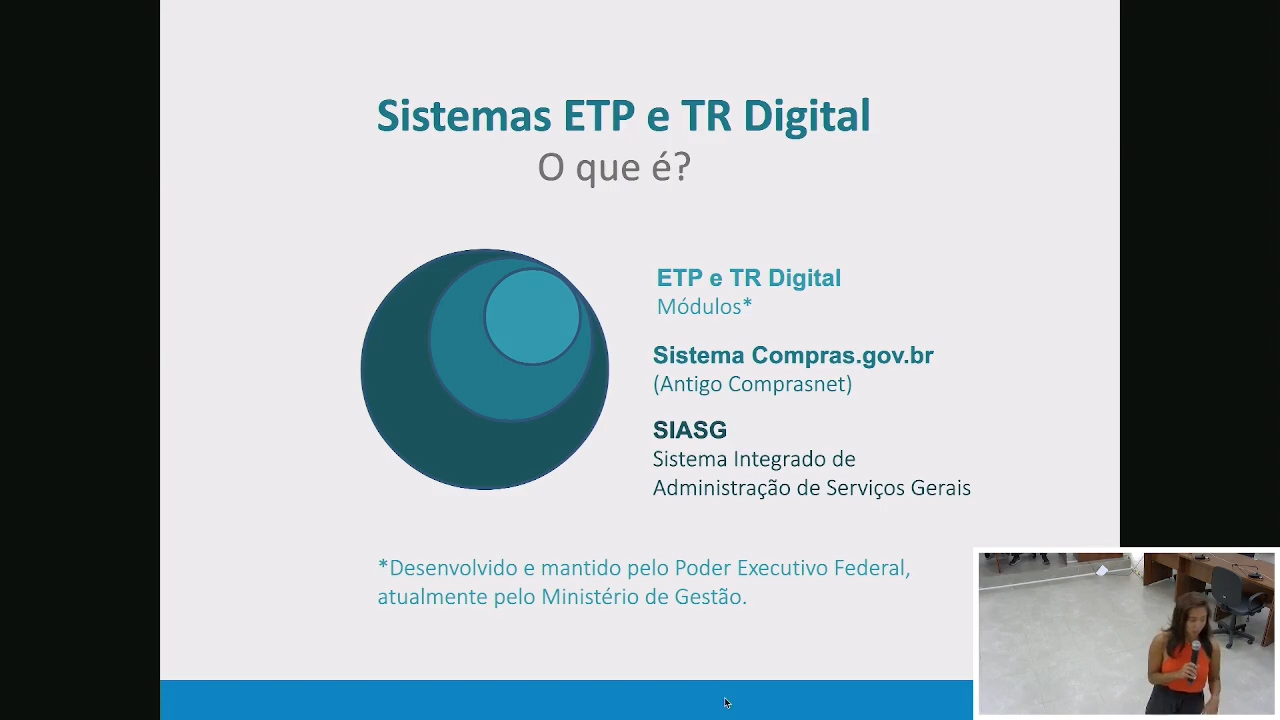 Sistemas ETP e TR Digital
O que é?
ETP e TR Digital
Módulos*
Sistema Compras.gov.br
(Antigo Comprasnet)
SIASG
Sistema Integrado de
Administração de Serviços Gerais
*Desenvolvido e mantido pelo Poder Executivo Federal,
atualmente pelo Ministério de Gestão.